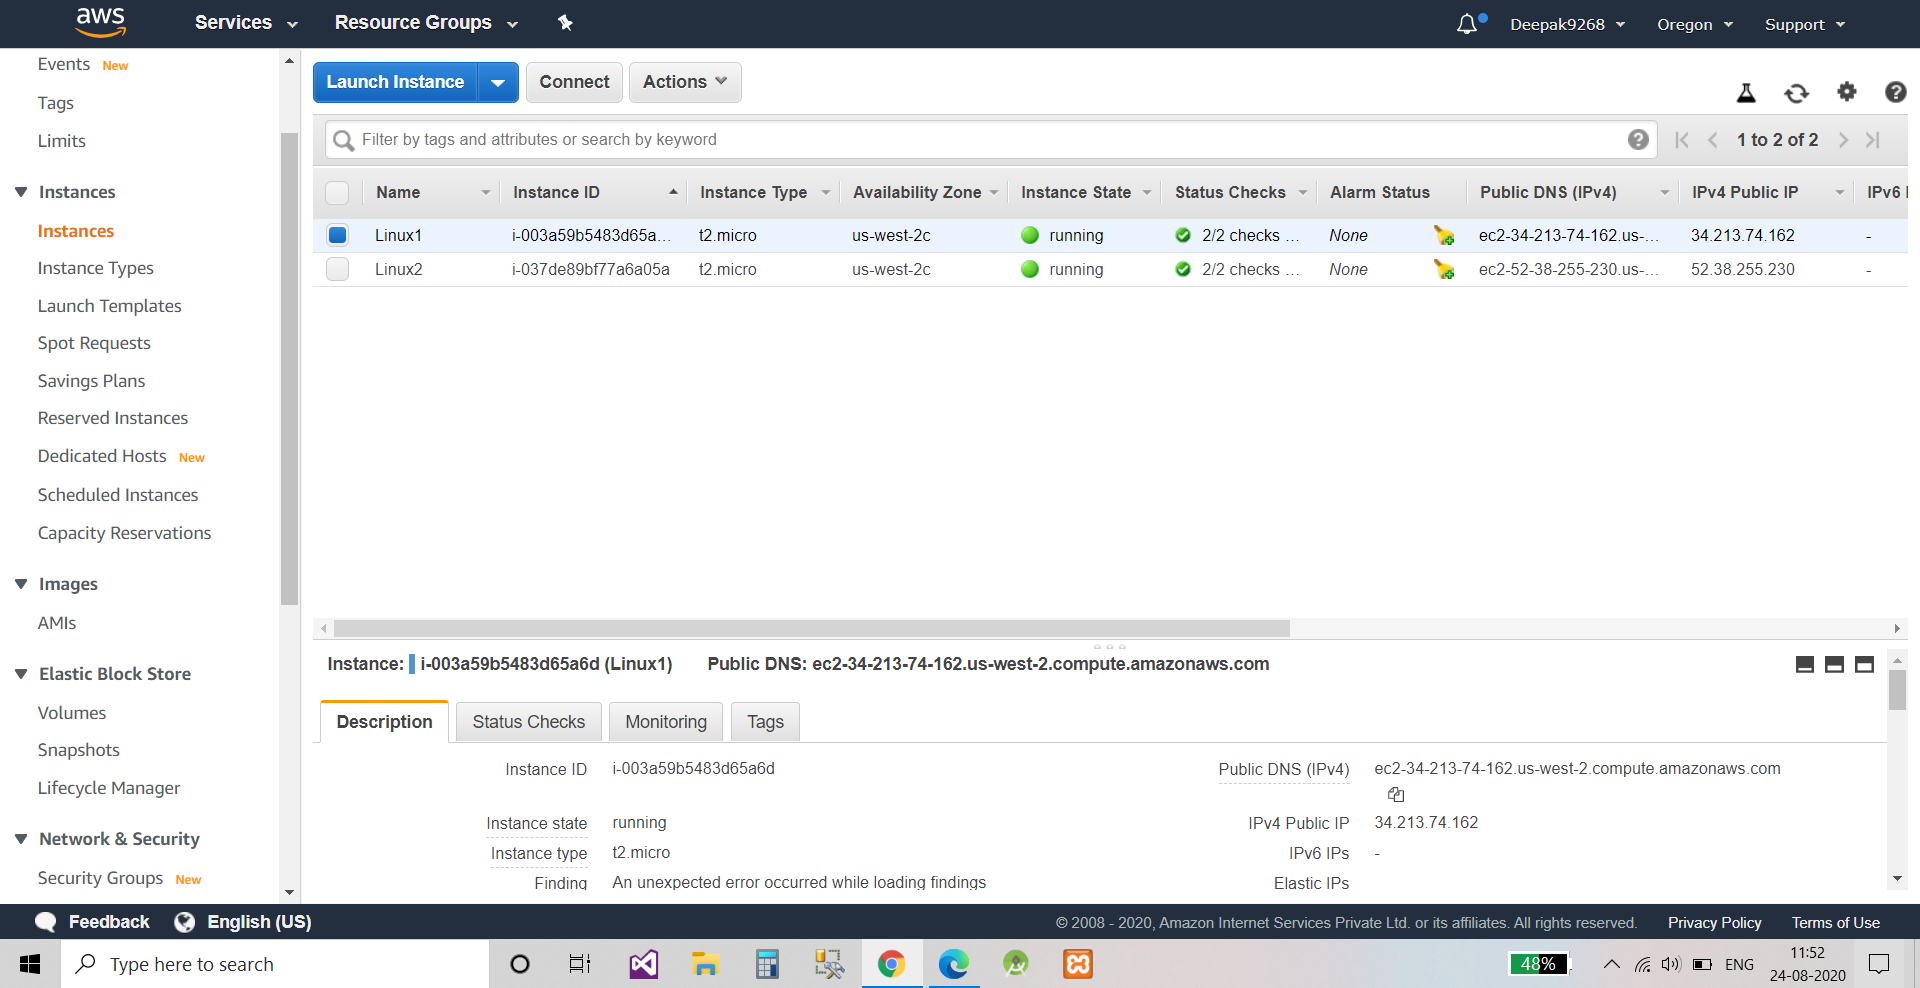 aws Services Resource Groups Deepak9268 Oregon Support
Events New
Tags
Limits
Instances
Instances
Instance Types
Launch Templates
Spot Requests
Savings Plans
Reserved Instances
Dedicated Hosts New
Scheduled Instances
Capacity Reservations
Images
AMIs
Elastic Block Store
Volumes
Snapshots
Lifecycle Manager
Network & Security
Security Groups New
Launch Instance Connect Actions
Filter by tags and attributes or search by keyword 1 to 2 of 2
Name Instance ID Instance Type Availability Zone Instance State Status Checks Alarm Status Public DNS (IPv4) IPv4 Public IP IPv6 I
Linux1 i-003a59b5483d65a... t2.micro us-west-2c running 2/2 checks ... None ec2-34-213-74-162.us-... 34.213.74.162 -
Linux2 i-037de89bf77a6a05a t2.micro us-west-2c running 2/2 checks ... None ec2-52-38-255-230.us-... 52.38.255.230 -
Instance: i-003a59b5483d65a6d (Linux1) Public DNS: ec2-34-213-74-162.us-west-2.compute.amazonaws.com
Description Status Checks Monitoring Tags
Instance ID i-003a59b5483d65a6d Public DNS (IPv4) ec2-34-213-74-162.us-west-2.compute.amazonaws.com
Instance state running IPv4 Public IP 34.213.74.162
Instance type t2.micro IPv6 IPs -
Finding An unexpected error occurred while loading findings Elastic IPs
Feedback English (US) © 2008 - 2020, Amazon Internet Services Private Ltd. or its affiliates. All rights reserved. Privacy Policy Terms of Use
Type here to search 48% ENG 11:52
24-08-2020